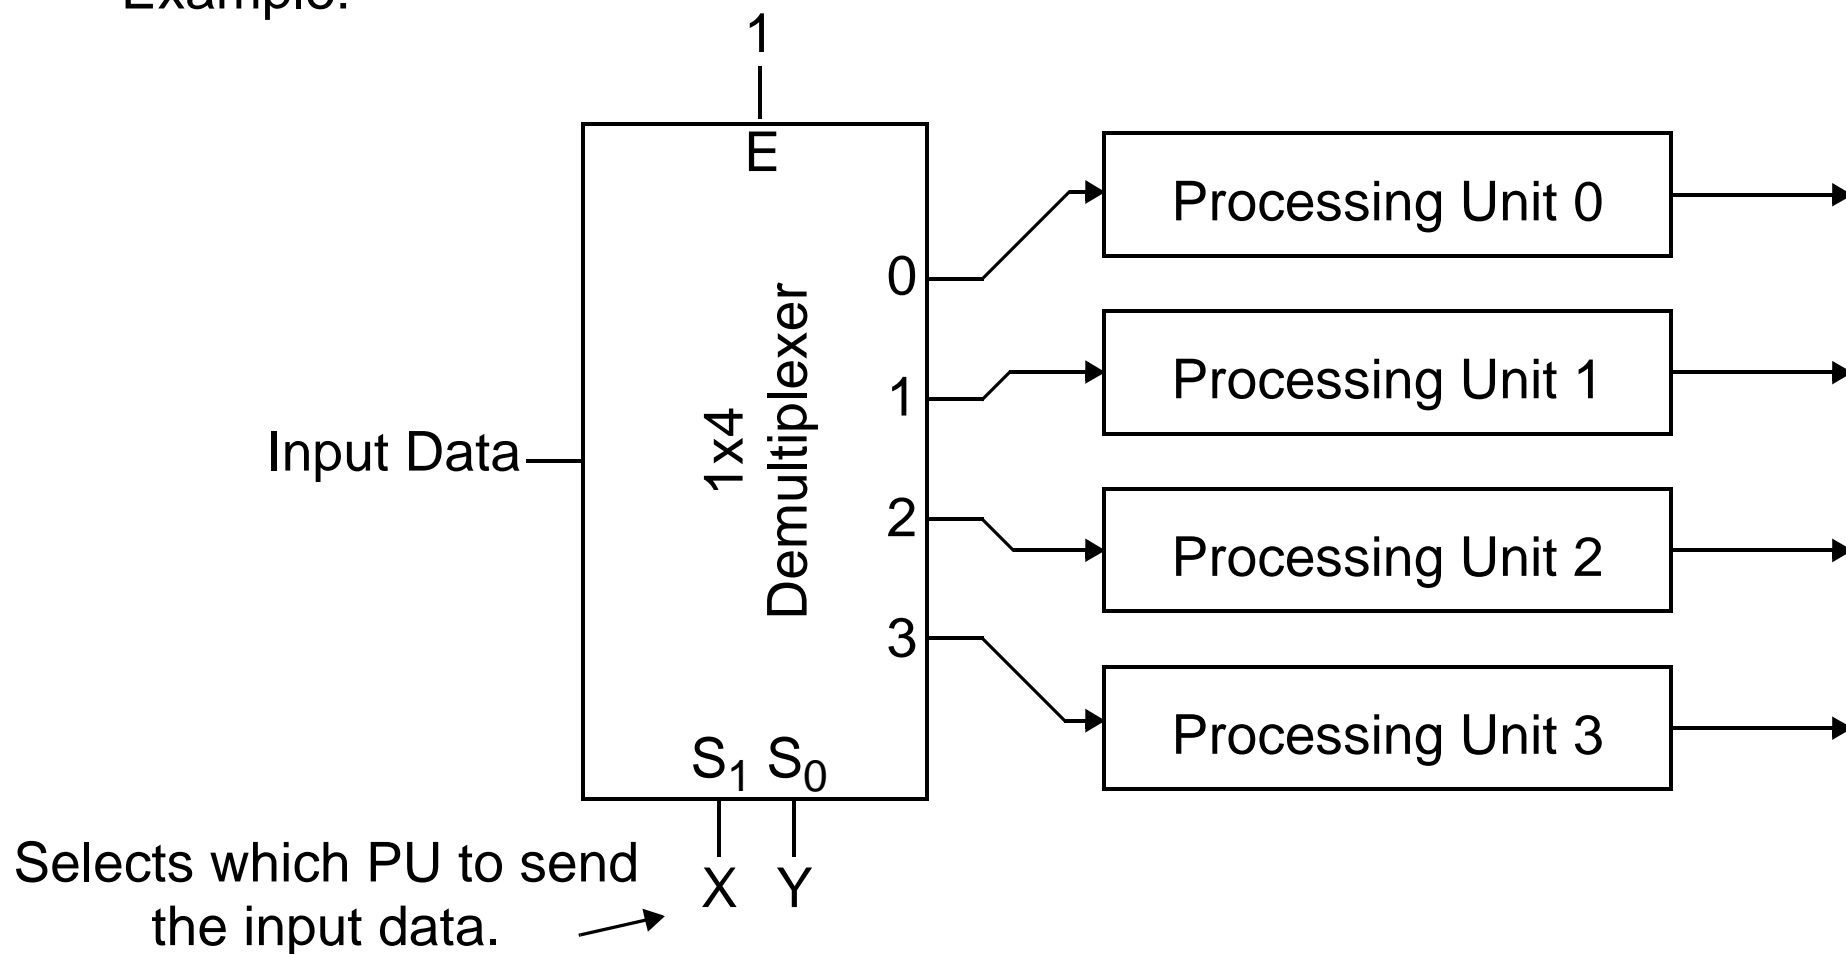 Example:
1
E
Processing Unit 0
0
1x4
Demultiplexer
1
Processing Unit 1
Input Data
2
Processing Unit 2
3
Processing Unit 3
S₁ S₀
X Y
Selects which PU to send
the input data.